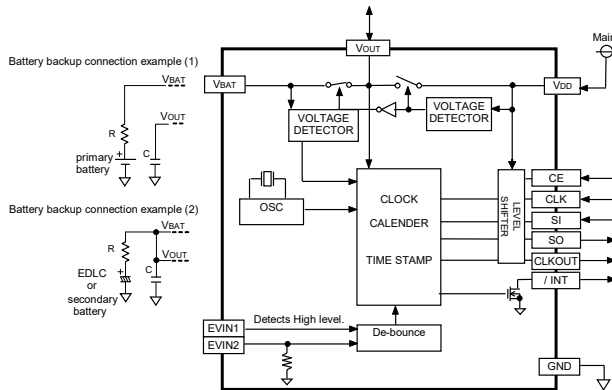 Battery backup connection example (1)
VBAT
R
VOUT
+
C
primary
battery
Battery backup connection example (2)
VBAT
R
VOUT
+
C
EDLC
or
secondary
battery
VOUT
Main
VBAT
VDD
VOLTAGE
DETECTOR
VOLTAGE
DETECTOR
OSC
CLOCK
CALENDER
TIME STAMP
LEVEL
SHIFTER
CE
CLK
SI
SO
CLKOUT
/ INT
Detects High level.
EVIN1
EVIN2
De-bounce
GND